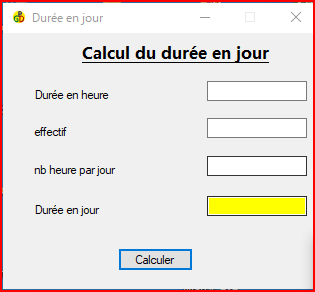 Durée en jour
Calcul du durée en jour
Durée en heure
effectif
nb heure par jour
Durée en jour
Calculer